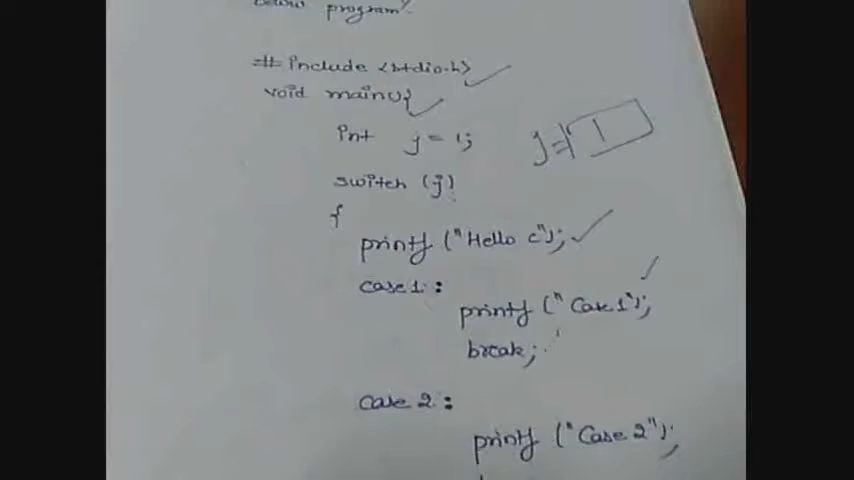 below program.
# include <stdio.h>
void main(){
int j = 1;
j = 1
switch (j)
{
printf ("Hello c");
case 1:
printf ("Case 1");
break;
case 2:
printf ("Case 2");